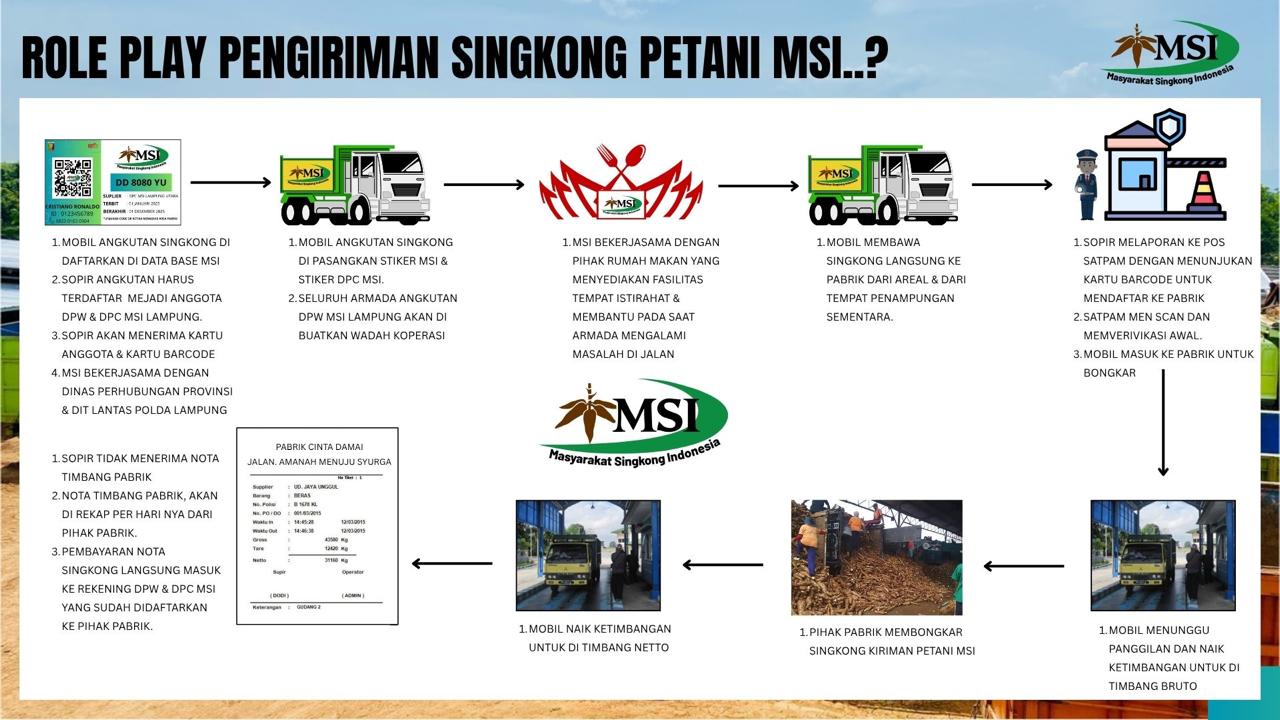 ROLE PLAY PENGIRIMAN SINGKONG PETANI MSI..?
MSI
Masyarakat Singkong Indonesia
MSI
DD 8080 YU
SUPLIER : DPC MSI LAMPUNG UTARA
TERBIT : 01 JANUARI 2025
BERAKHIR : 31 DESEMBER 2025
KRISTIANO RONALDO
ID : 0123456789
1. MOBIL ANGKUTAN SINGKONG DI
DAFTARKAN DI DATA BASE MSI
2. SOPIR ANGKUTAN HARUS
TERDAFTAR MEJADI ANGGOTA
DPW & DPC MSI LAMPUNG.
3. SOPIR AKAN MENERIMA KARTU
ANGGOTA & KARTU BARCODE
4. MSI BEKERJASAMA DENGAN
DINAS PERHUBUNGAN PROVINSI
& DIT LANTAS POLDA LAMPUNG
MSI
1. MOBIL ANGKUTAN SINGKONG
DI PASANGKAN STIKER MSI &
STIKER DPC MSI.
2. SELURUH ARMADA ANGKUTAN
DPW MSI LAMPUNG AKAN DI
BUATKAN WADAH KOPERASI
MSI
1. MSI BEKERJASAMA DENGAN
PIHAK RUMAH MAKAN YANG
MENYEDIAKAN FASILITAS
TEMPAT ISTIRAHAT &
MEMBANTU PADA SAAT
ARMADA MENGALAMI
MASALAH DI JALAN
MSI
1. MOBIL MEMBAWA
SINGKONG LANGSUNG KE
PABRIK DARI AREAL & DARI
TEMPAT PENAMPUNGAN
SEMENTARA.
1. SOPIR MELAPORAN KE POS
SATPAM DENGAN MENUNJUKAN
KARTU BARCODE UNTUK
MENDAFTAR KE PABRIK
2. SATPAM MEN SCAN DAN
MEMVERIVIKASI AWAL.
3. MOBIL MASUK KE PABRIK UNTUK
BONGKAR
MSI
Masyarakat Singkong Indonesia
1. MOBIL MENUNGGU
PANGGILAN DAN NAIK
KETIMBANGAN UNTUK DI
TIMBANG BRUTO
1. PIHAK PABRIK MEMBONGKAR
SINGKONG KIRIMAN PETANI MSI
1. MOBIL NAIK KETIMBANGAN
UNTUK DI TIMBANG NETTO
PABRIK CINTA DAMAI
JALAN. AMANAH MENUJU SYURGA
No Tiket : 1
Supplier : UD. JAYA UNGGUL
Barang : BERAS
No. Polisi : B 1678 KL
No. PO / DO : 001/03/2015
Waktu In : 14:45:28 12/03/2015
Waktu Out : 14:46:38 12/03/2015
Gross : 43580 Kg
Tare : 12420 Kg
Netto : 31160 Kg
Supir Operator
( DODI ) ( ADMIN )
Keterangan : GUDANG 2
1. SOPIR TIDAK MENERIMA NOTA
TIMBANG PABRIK
2. NOTA TIMBANG PABRIK, AKAN
DI REKAP PER HARI NYA DARI
PIHAK PABRIK.
3. PEMBAYARAN NOTA
SINGKONG LANGSUNG MASUK
KE REKENING DPW & DPC MSI
YANG SUDAH DIDAFTARKAN
KE PIHAK PABRIK.